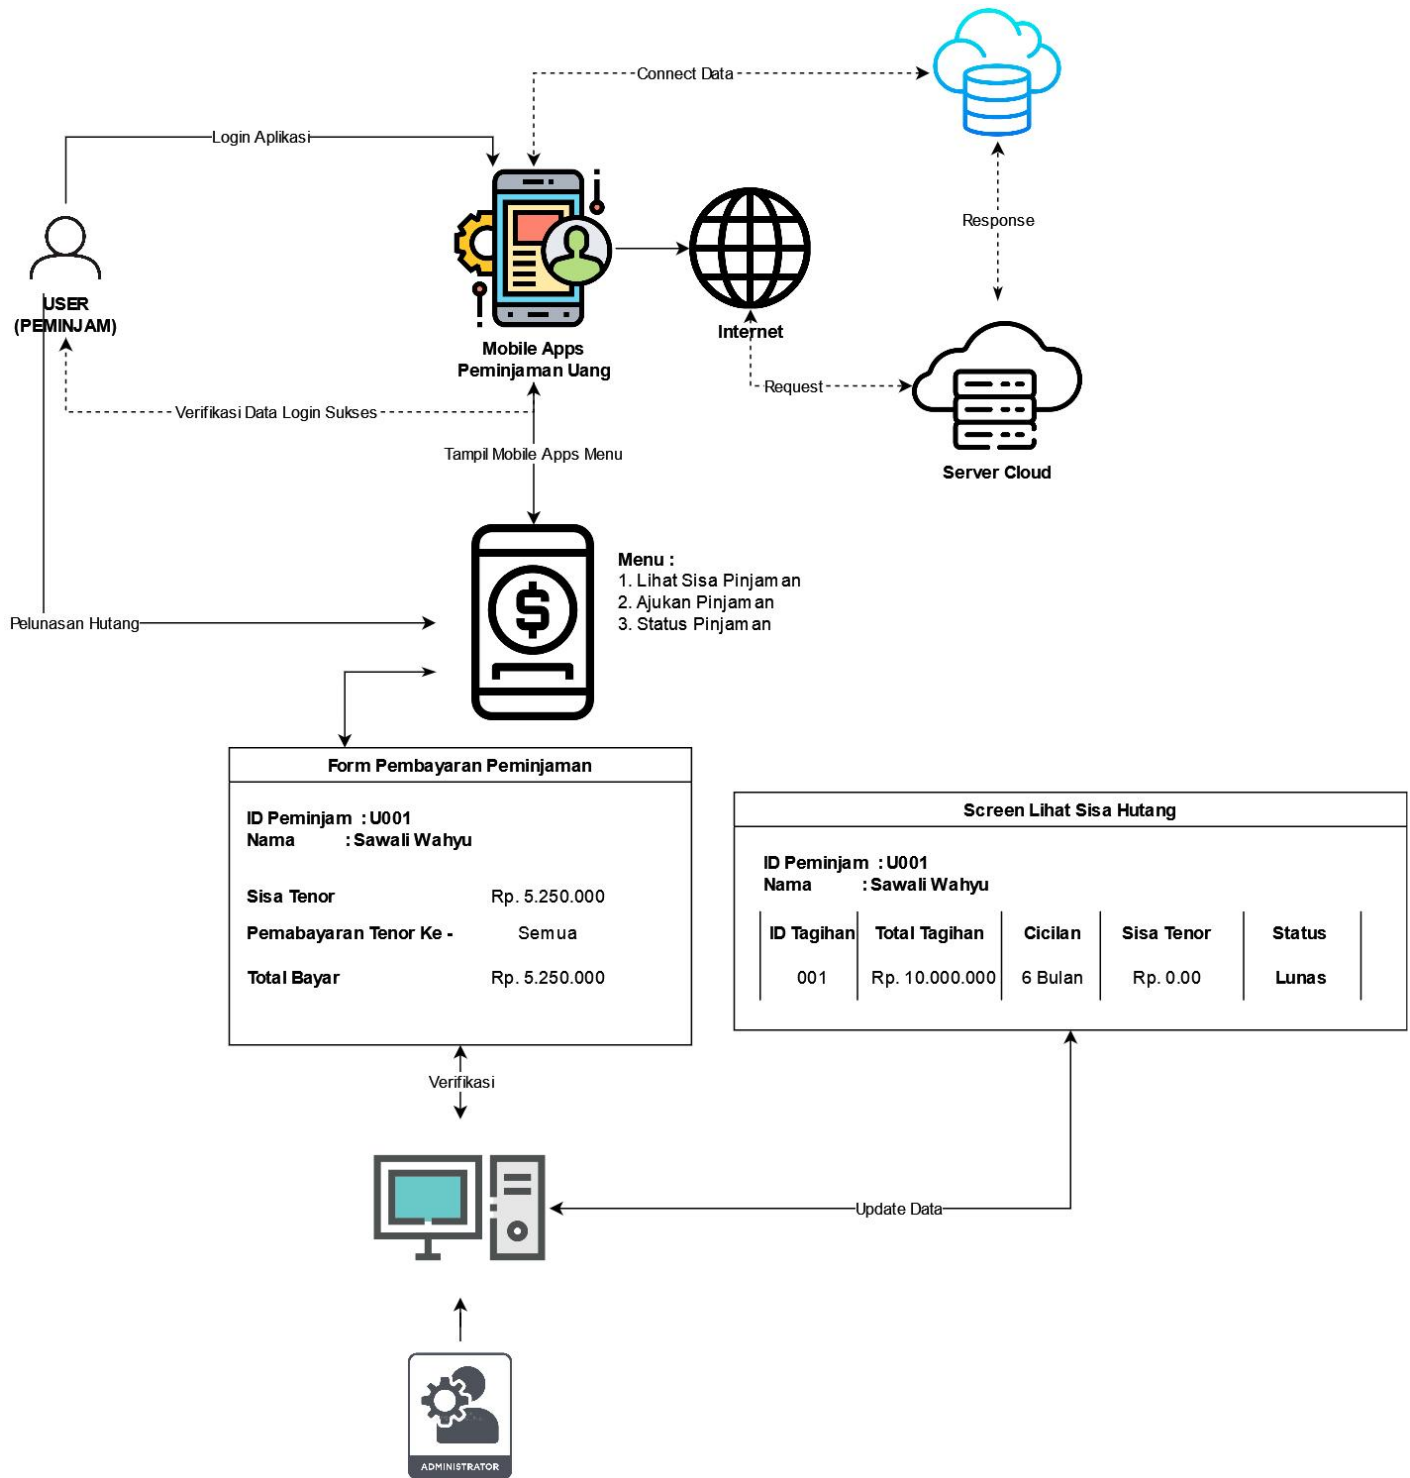 Connect Data
Login Aplikasi
Response
USER
(PEMINJAM)
Internet
Mobile Apps
Peminjaman Uang
Request
Verifikasi Data Login Sukses
Tampil Mobile Apps Menu
Server Cloud
Menu :
1. Lihat Sisa Pinjaman
2. Ajukan Pinjaman
3. Status Pinjaman
Pelunasan Hutang
Form Pembayaran Peminjaman
ID Peminjam : U001
Nama : Sawali Wahyu
Sisa Tenor Rp. 5.250.000
Pemabayaran Tenor Ke - Semua
Total Bayar Rp. 5.250.000
Screen Lihat Sisa Hutang
ID Peminjam : U001
Nama : Sawali Wahyu
ID Tagihan Total Tagihan Cicilan Sisa Tenor Status
001 Rp. 10.000.000 6 Bulan Rp. 0.00 Lunas
Verifikasi
Update Data
ADMINISTRATOR